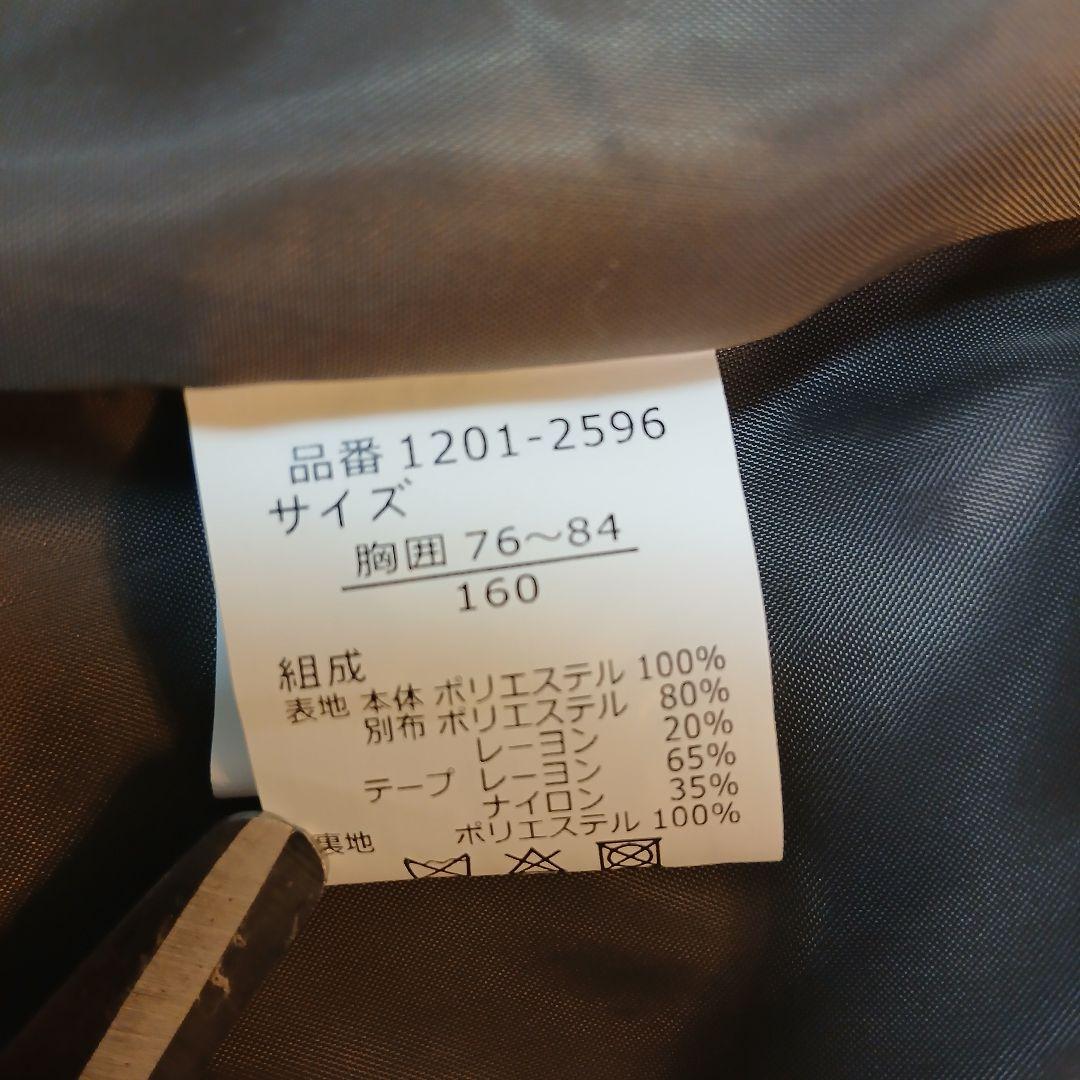 品番 1201-2596
サイズ
胸囲 76～84
160
組成
表地 本体 ポリエステル 100%
別布 ポリエステル 80%
レーヨン 20%
テープ レーヨン 65%
ナイロン 35%
裏地 ポリエステル 100%